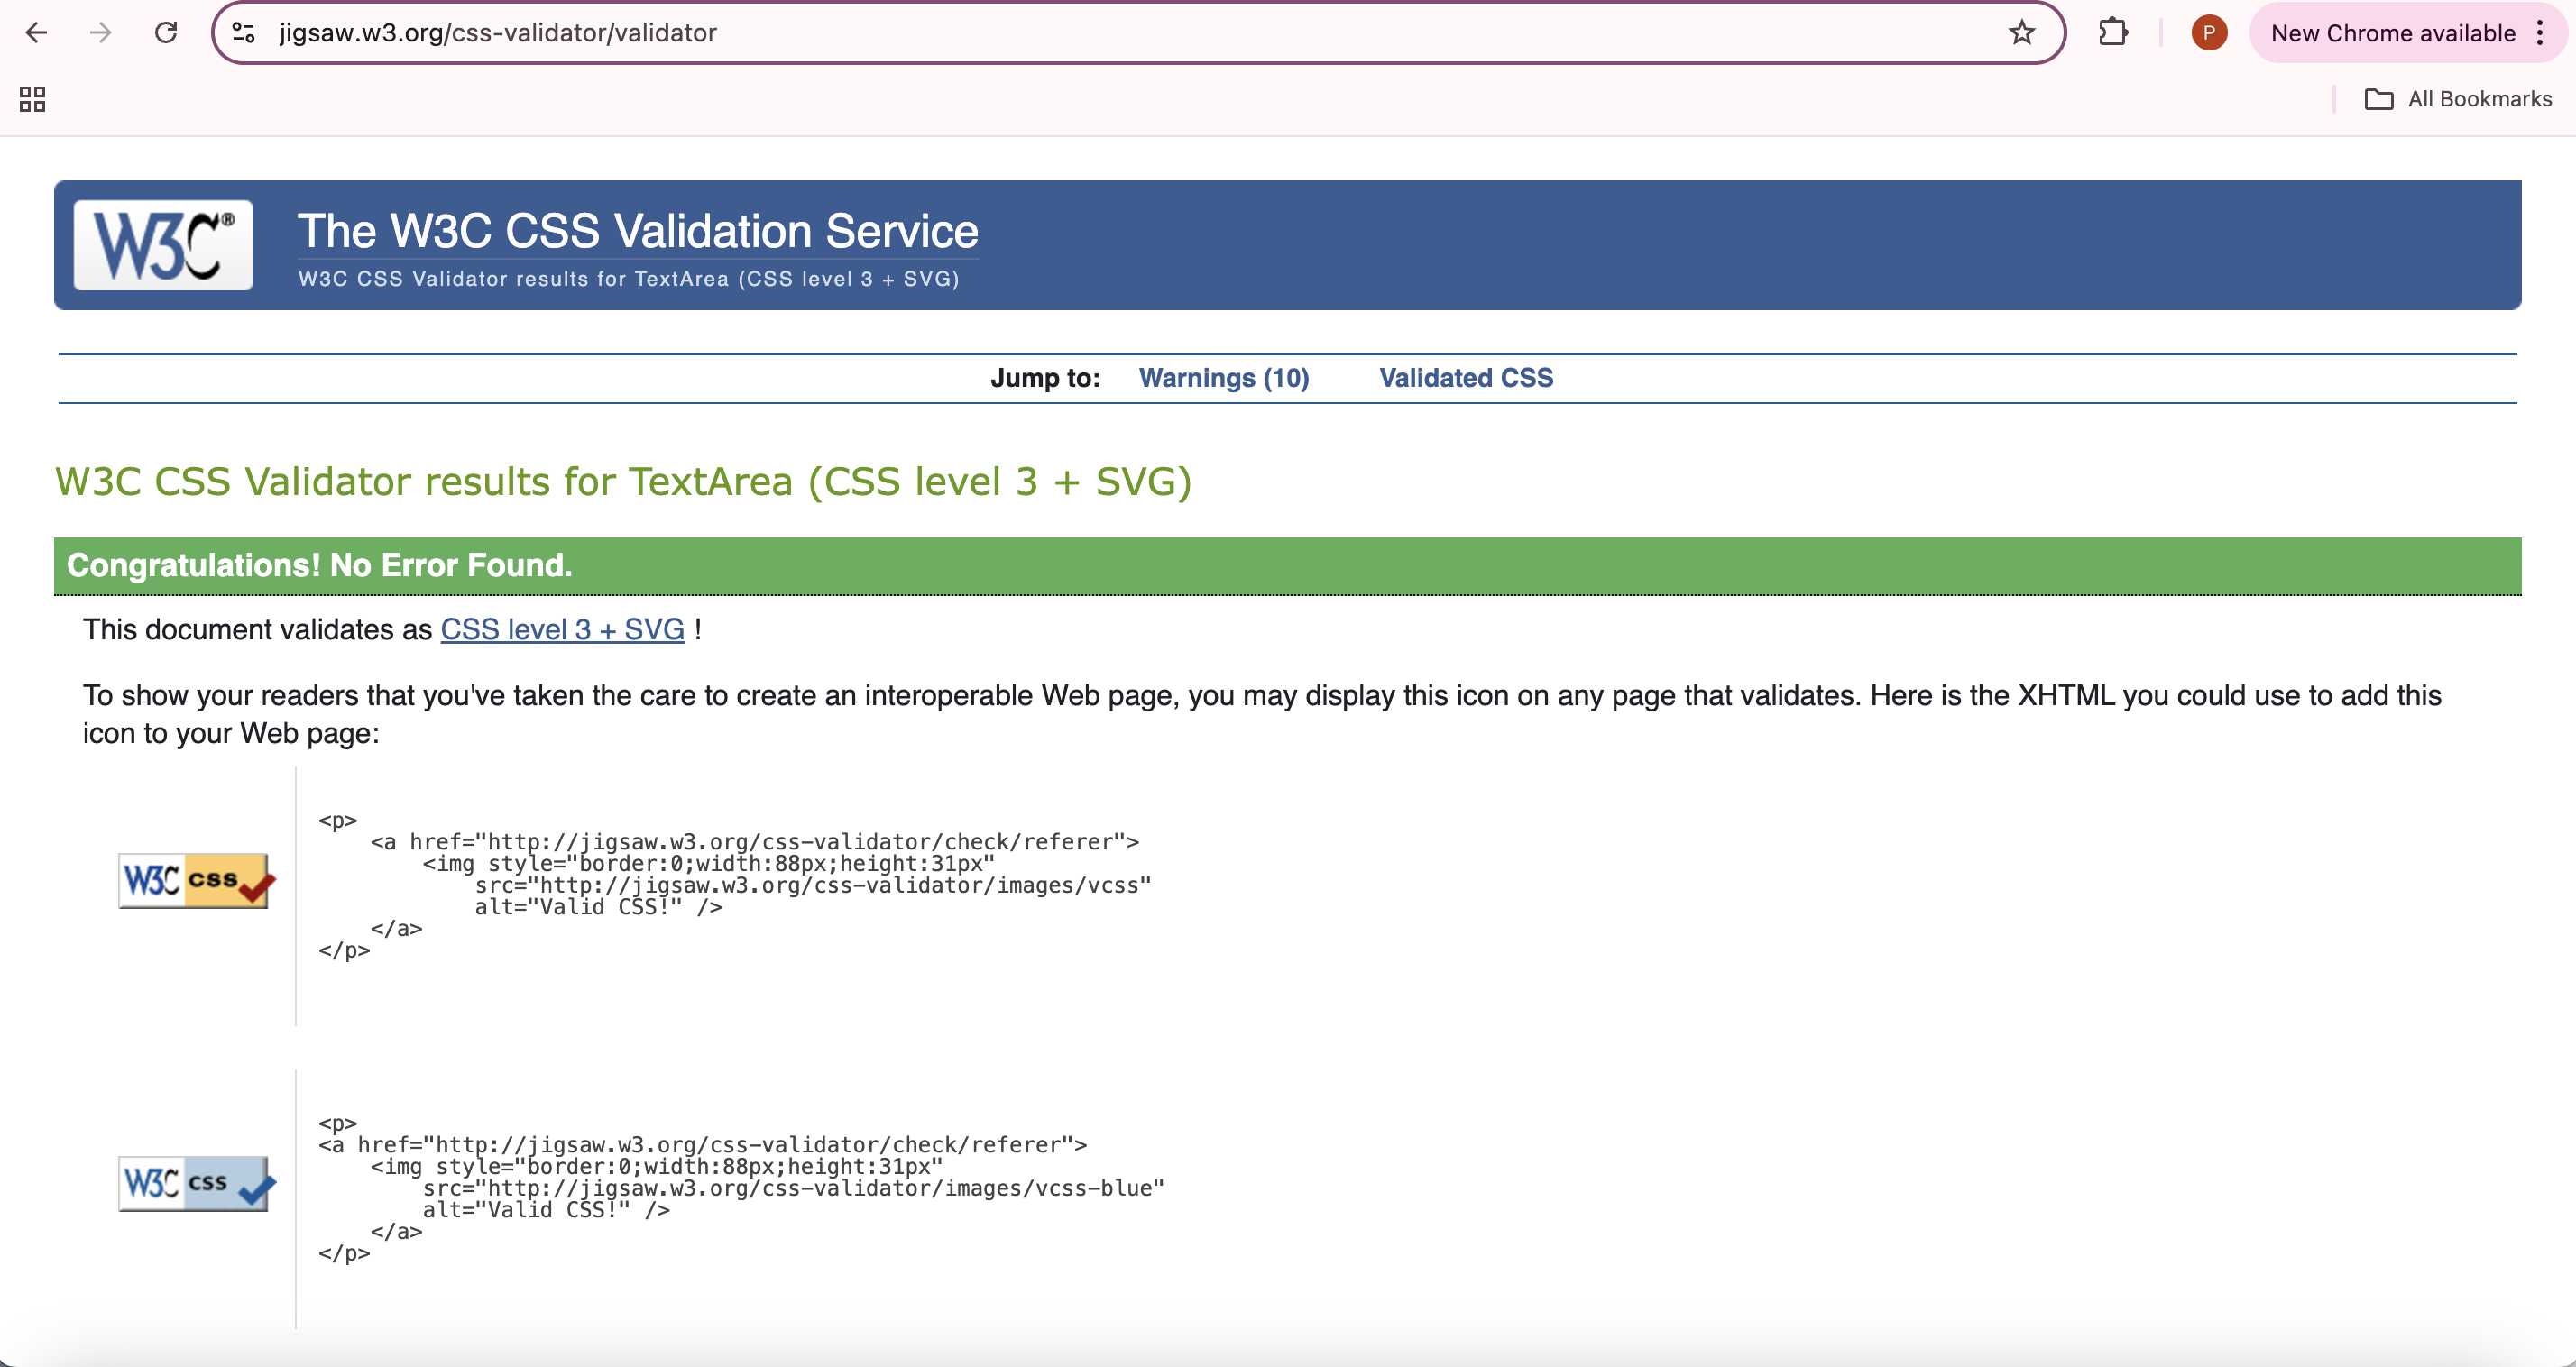 jigsaw.w3.org/css-validator/validator
P
New Chrome available
All Bookmarks
W3C®
The W3C CSS Validation Service
W3C CSS Validator results for TextArea (CSS level 3 + SVG)
Jump to: Warnings (10) Validated CSS
W3C CSS Validator results for TextArea (CSS level 3 + SVG)
Congratulations! No Error Found.
This document validates as CSS level 3 + SVG !
To show your readers that you've taken the care to create an interoperable Web page, you may display this icon on any page that validates. Here is the XHTML you could use to add this
icon to your Web page:
W3C css
<p>
    <a href="http://jigsaw.w3.org/css-validator/check/referer">
        <img style="border:0;width:88px;height:31px"
            src="http://jigsaw.w3.org/css-validator/images/vcss"
            alt="Valid CSS!" />
    </a>
</p>
W3C css
<p>
<a href="http://jigsaw.w3.org/css-validator/check/referer">
    <img style="border:0;width:88px;height:31px"
        src="http://jigsaw.w3.org/css-validator/images/vcss-blue"
        alt="Valid CSS!" />
    </a>
</p>